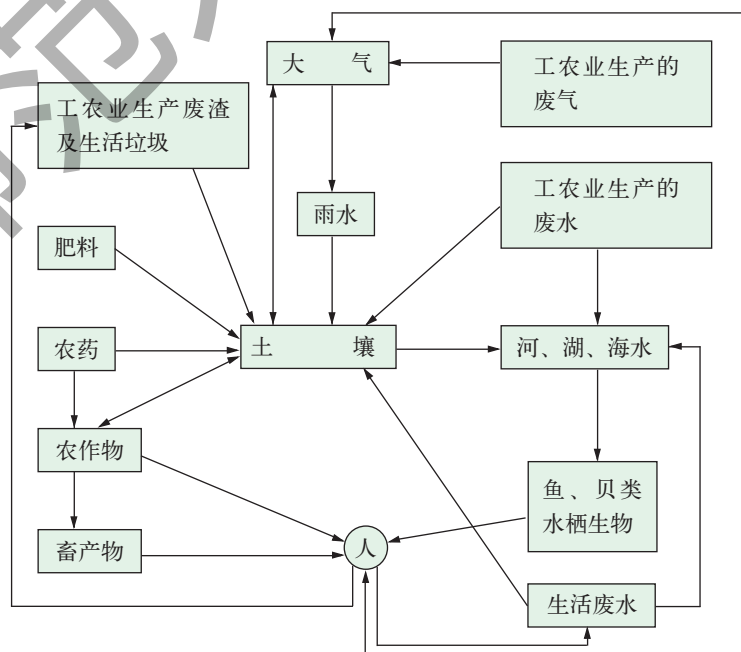 大 气
工农业生产的
废气
工农业生产废渣
及生活垃圾
雨水
工农业生产的
废水
肥料
农药
土 壤
河、湖、海水
农作物
鱼、贝类
水栖生物
畜产物
人
生活废水